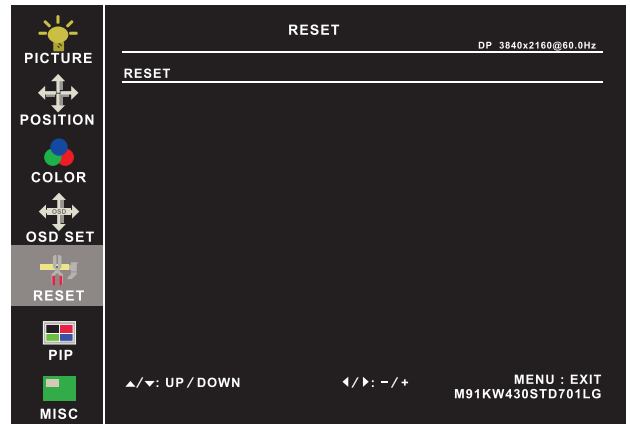 PICTURE
POSITION
COLOR
OSD
OSD SET
RESET
PIP
MISC
RESET
DP 3840x2160@60.0Hz
RESET
▲/▼: UP / DOWN
◀/▶: – / +
MENU : EXIT
M91KW430STD701LG